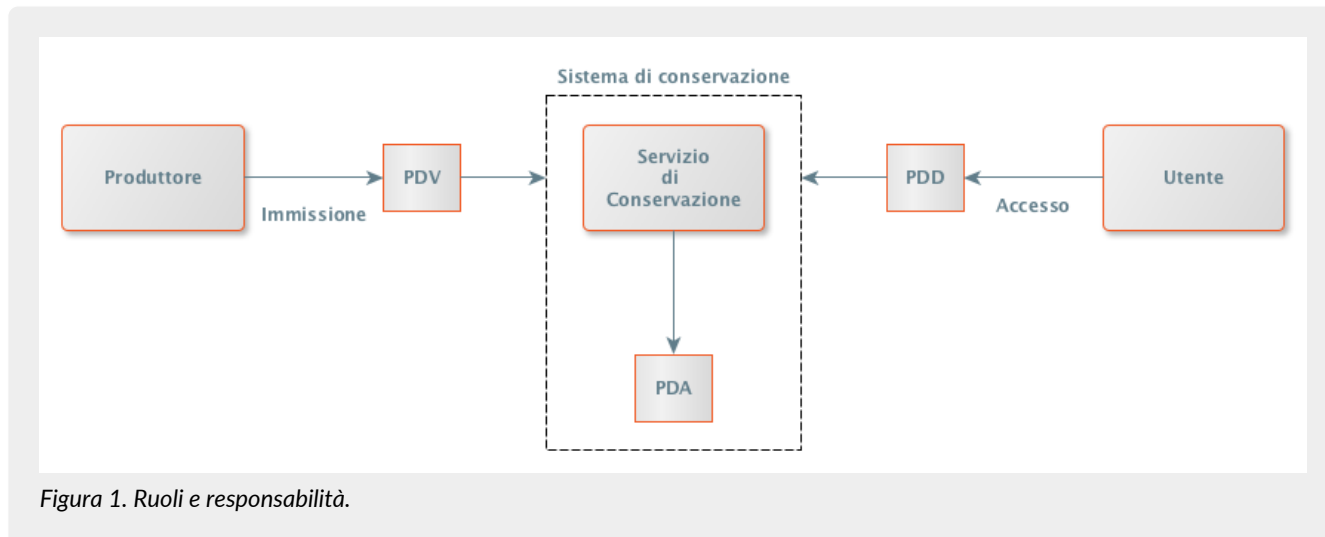 Sistema di conservazione
Produttore
Immissione
PDV
Servizio
di
Conservazione
PDA
PDD
Accesso
Utente
Figura 1. Ruoli e responsabilità.